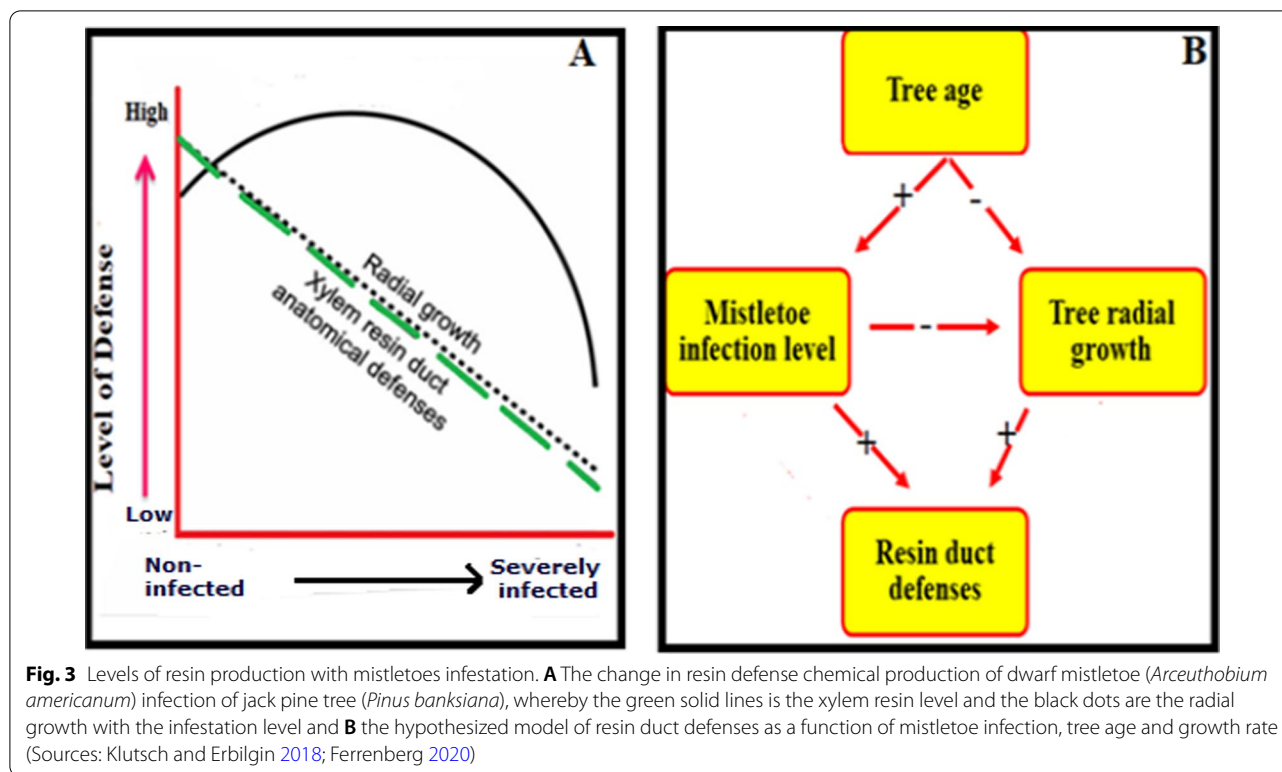 A
High
Level of Defense
Low
Radial growth
Xylem resin duct
anatomical defenses
Non-
infected
Severely
infected
B
Tree age
+
-
Mistletoe
infection level
-
Tree radial
growth
+
+
Resin duct
defenses
Fig. 3 Levels of resin production with mistletoes infestation. A The change in resin defense chemical production of dwarf mistletoe (Arceuthobium
americanum) infection of jack pine tree (Pinus banksiana), whereby the green solid lines is the xylem resin level and the black dots are the radial
growth with the infestation level and B the hypothesized model of resin duct defenses as a function of mistletoe infection, tree age and growth rate
(Sources: Klutsch and Erbilgin 2018; Ferrenberg 2020)